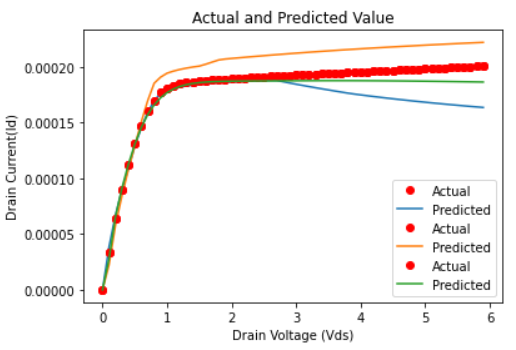 Actual and Predicted Value
Drain Current(Id)
0.00020
0.00015
0.00010
0.00005
0.00000
Actual
Predicted
Actual
Predicted
Actual
Predicted
0 1 2 3 4 5 6
Drain Voltage (Vds)